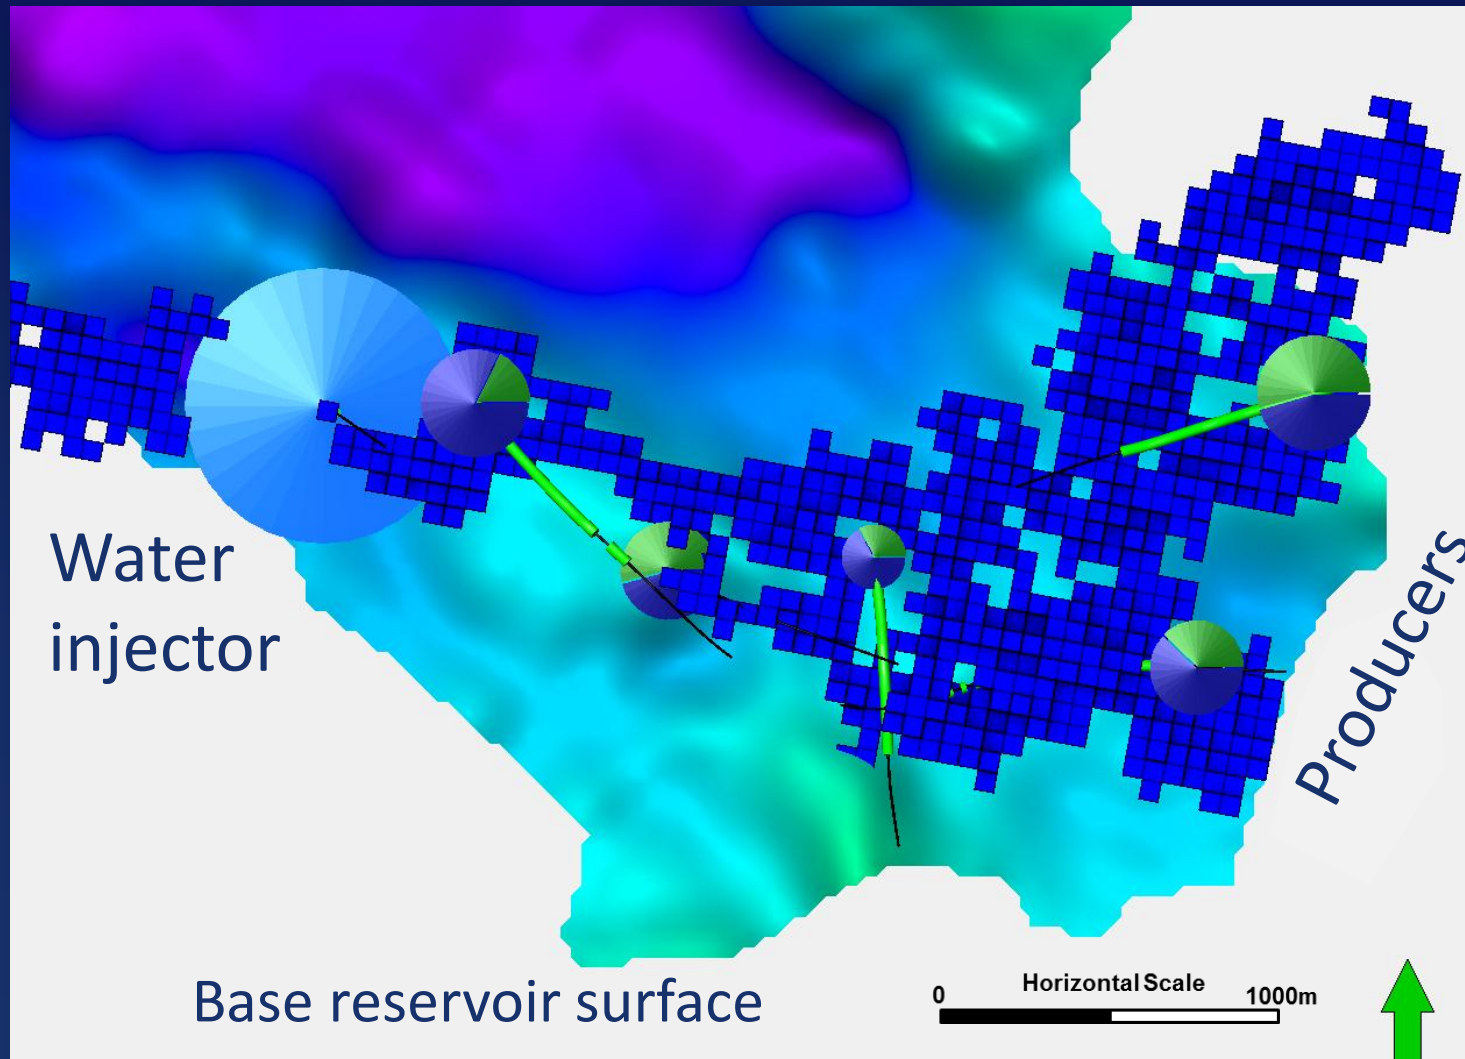 Water
injector
Producers
Base reservoir surface
Horizontal Scale
0 1000m